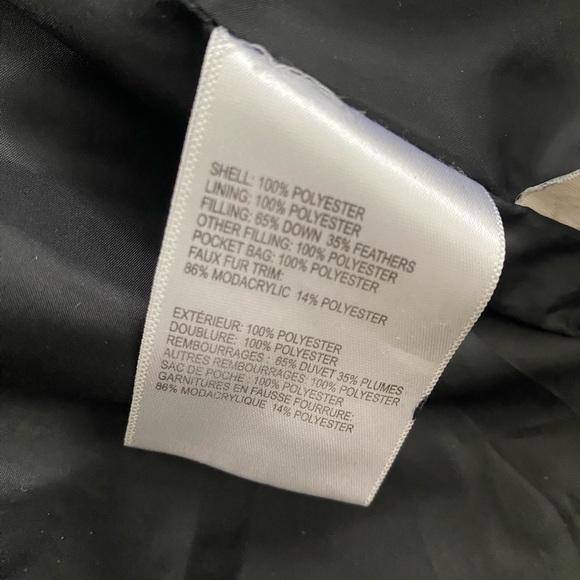 SHELL: 100% POLYESTER
LINING: 100% POLYESTER
FILLING: 65% DOWN 35% FEATHERS
OTHER FILLING: 100% POLYESTER
POCKET BAG: 100% POLYESTER
FAUX FUR TRIM:
86% MODACRYLIC 14% POLYESTER
EXTÉRIEUR: 100% POLYESTER
DOUBLURE: 100% POLYESTER
REMBOURRAGES: 65% DUVET 35% PLUMES
AUTRES REMBOURRAGES 100% POLYESTER
SAC DE POCHE: 100% POLYESTER
GARNITURES EN FAUSSE FOURRURE:
86% MODACRYLIQUE 14% POLYESTER